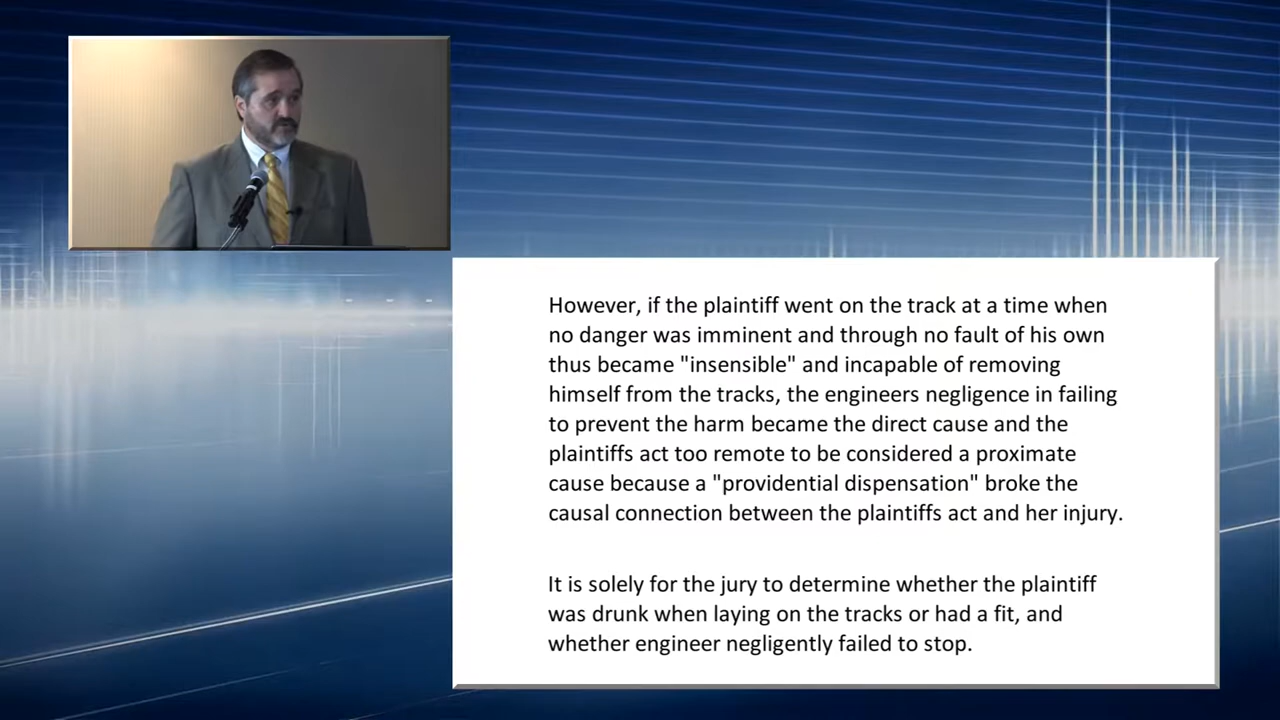 However, if the plaintiff went on the track at a time when
no danger was imminent and through no fault of his own
thus became "insensible" and incapable of removing
himself from the tracks, the engineers negligence in failing
to prevent the harm became the direct cause and the
plaintiffs act too remote to be considered a proximate
cause because a "providential dispensation" broke the
causal connection between the plaintiffs act and her injury.
It is solely for the jury to determine whether the plaintiff
was drunk when laying on the tracks or had a fit, and
whether engineer negligently failed to stop.